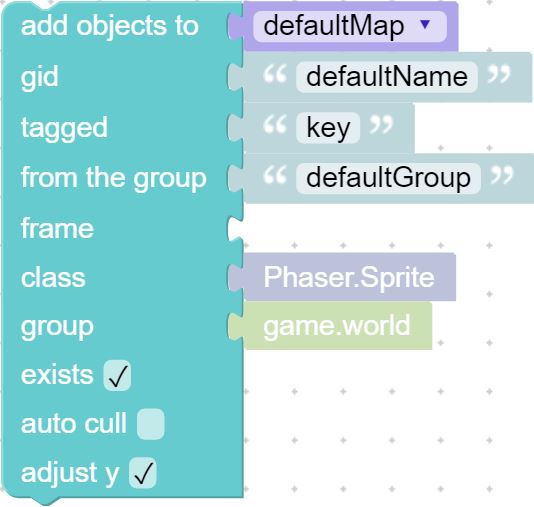 add objects to defaultMap
gid “ defaultName ”
tagged “ key ”
from the group “ defaultGroup ”
frame
class Phaser.Sprite
group game.world
exists ✓
auto cull
adjust y ✓